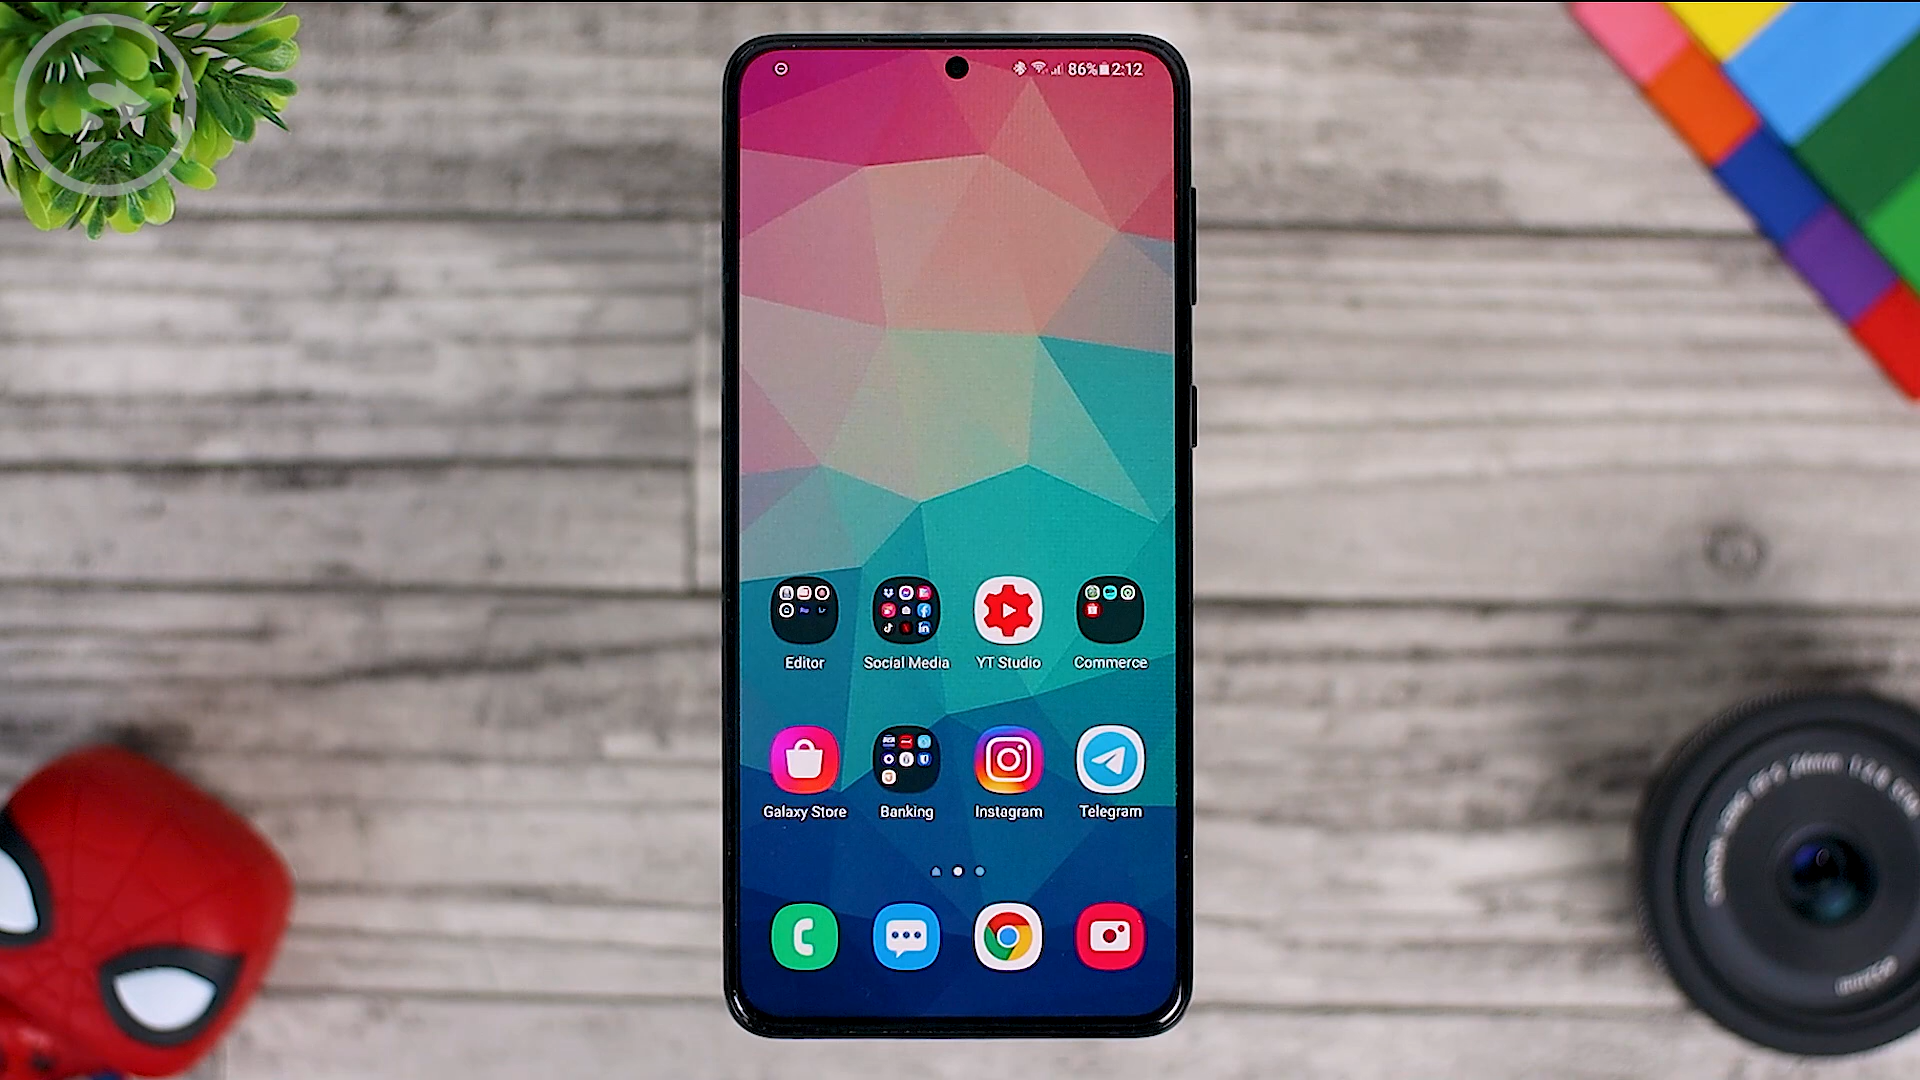 86% 2:12
Editor
Social Media
YT Studio
Commerce
Galaxy Store
Banking
Instagram
Telegram